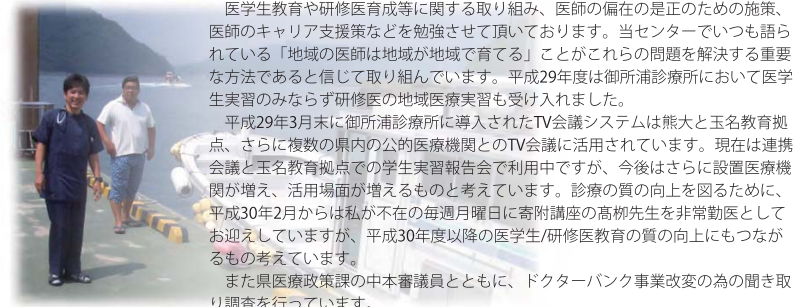 医学生教育や研修医育成等に関する取り組み、医師の偏在の是正のための施策、
医師のキャリア支援策などを勉強させて頂いております。当センターでいつも語ら
れている「地域の医師は地域が地域で育てる」ことがこれらの問題を解決する重要
な方法であると信じて取り組んでいます。平成29年度は御所浦診療所において医学
生実習のみならず研修医の地域医療実習も受け入れました。
　平成29年3月末に御所浦診療所に導入されたTV会議システムは熊大と玉名教育拠
点、さらに複数の県内の公的医療機関とのTV会議に活用されています。現在は連携
会議と玉名教育拠点での学生実習報告会で利用中ですが、今後はさらに設置医療機
関が増え、活用場面が増えるものと考えています。診療の質の向上を図るために、
平成30年2月からは私が不在の毎週月曜日に寄附講座の髙栁先生を非常勤医として
お迎えしていますが、平成30年度以降の医学生/研修医教育の質の向上にもつなが
るもの考えています。
　また県医療政策課の中本審議員とともに、ドクターバンク事業改変の為の聞き取
り調査を行っています。